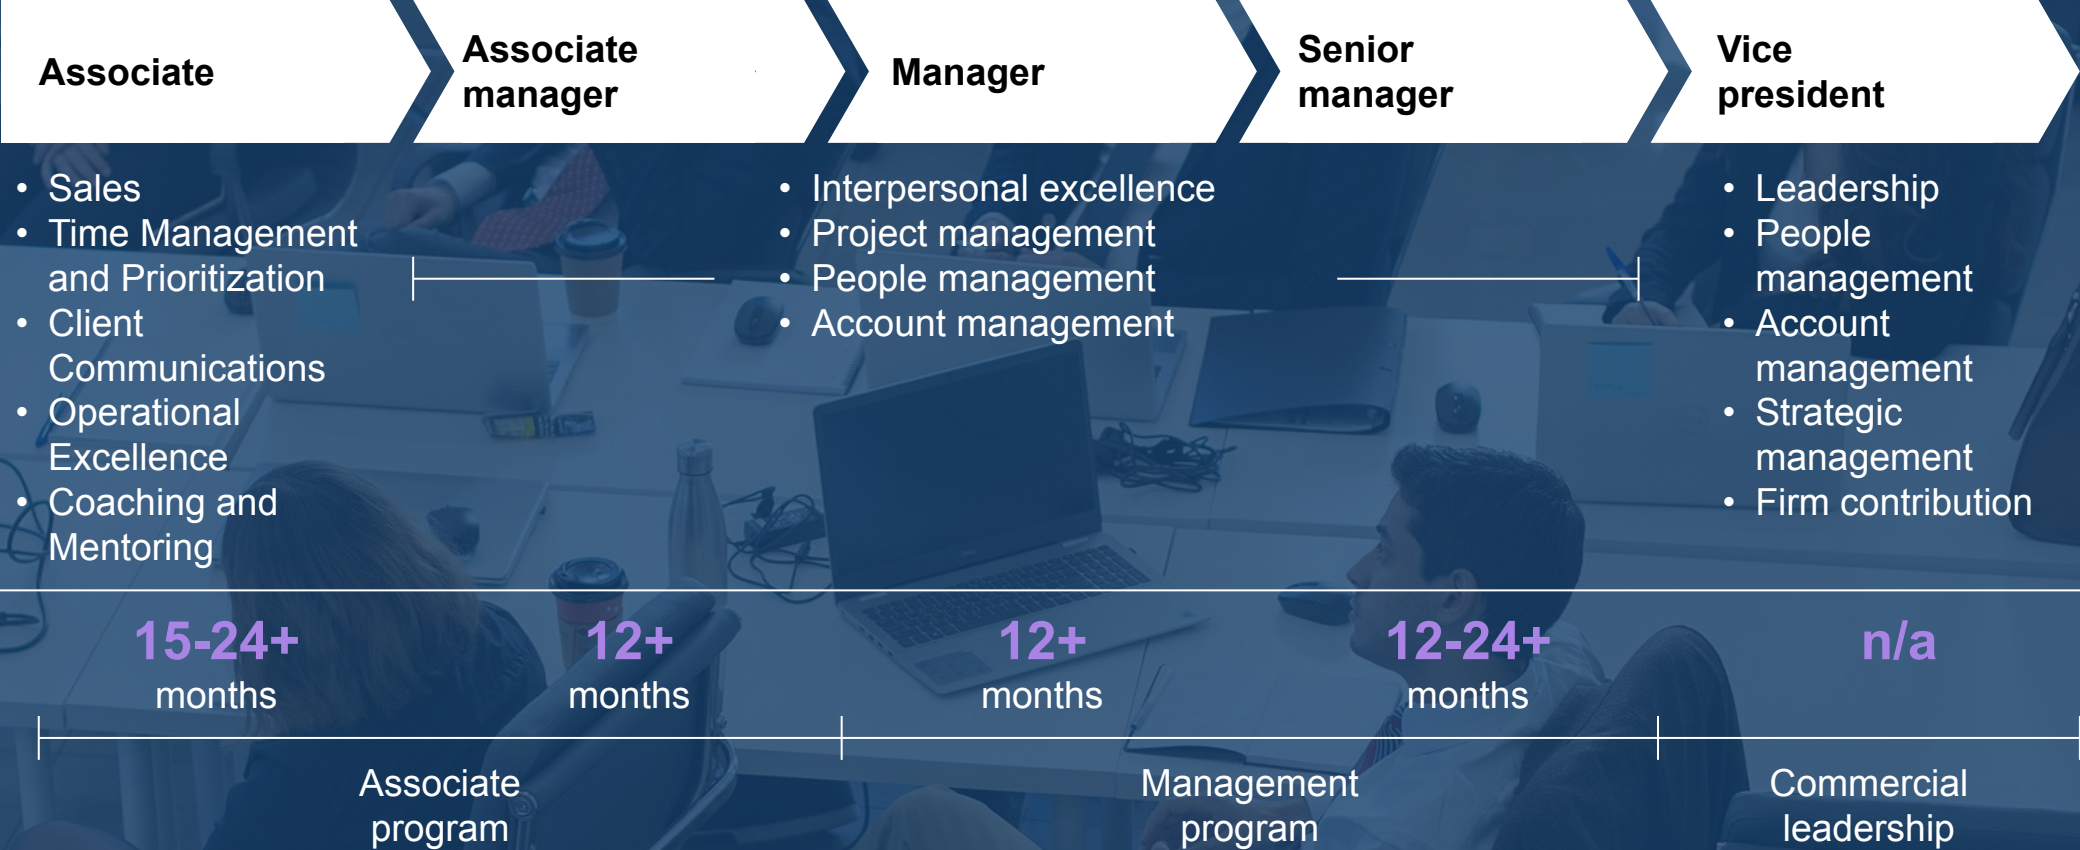 Associate
Associate
manager
Manager
Senior
manager
Vice
president
• Sales
• Time Management
and Prioritization
• Client
Communications
• Operational
Excellence
• Coaching and
Mentoring
• Interpersonal excellence
• Project management
• People management
• Account management
• Leadership
• People
management
• Account
management
• Strategic
management
• Firm contribution
15-24+
months
12+
months
12+
months
12-24+
months
n/a
Associate
program
Management
program
Commercial
leadership